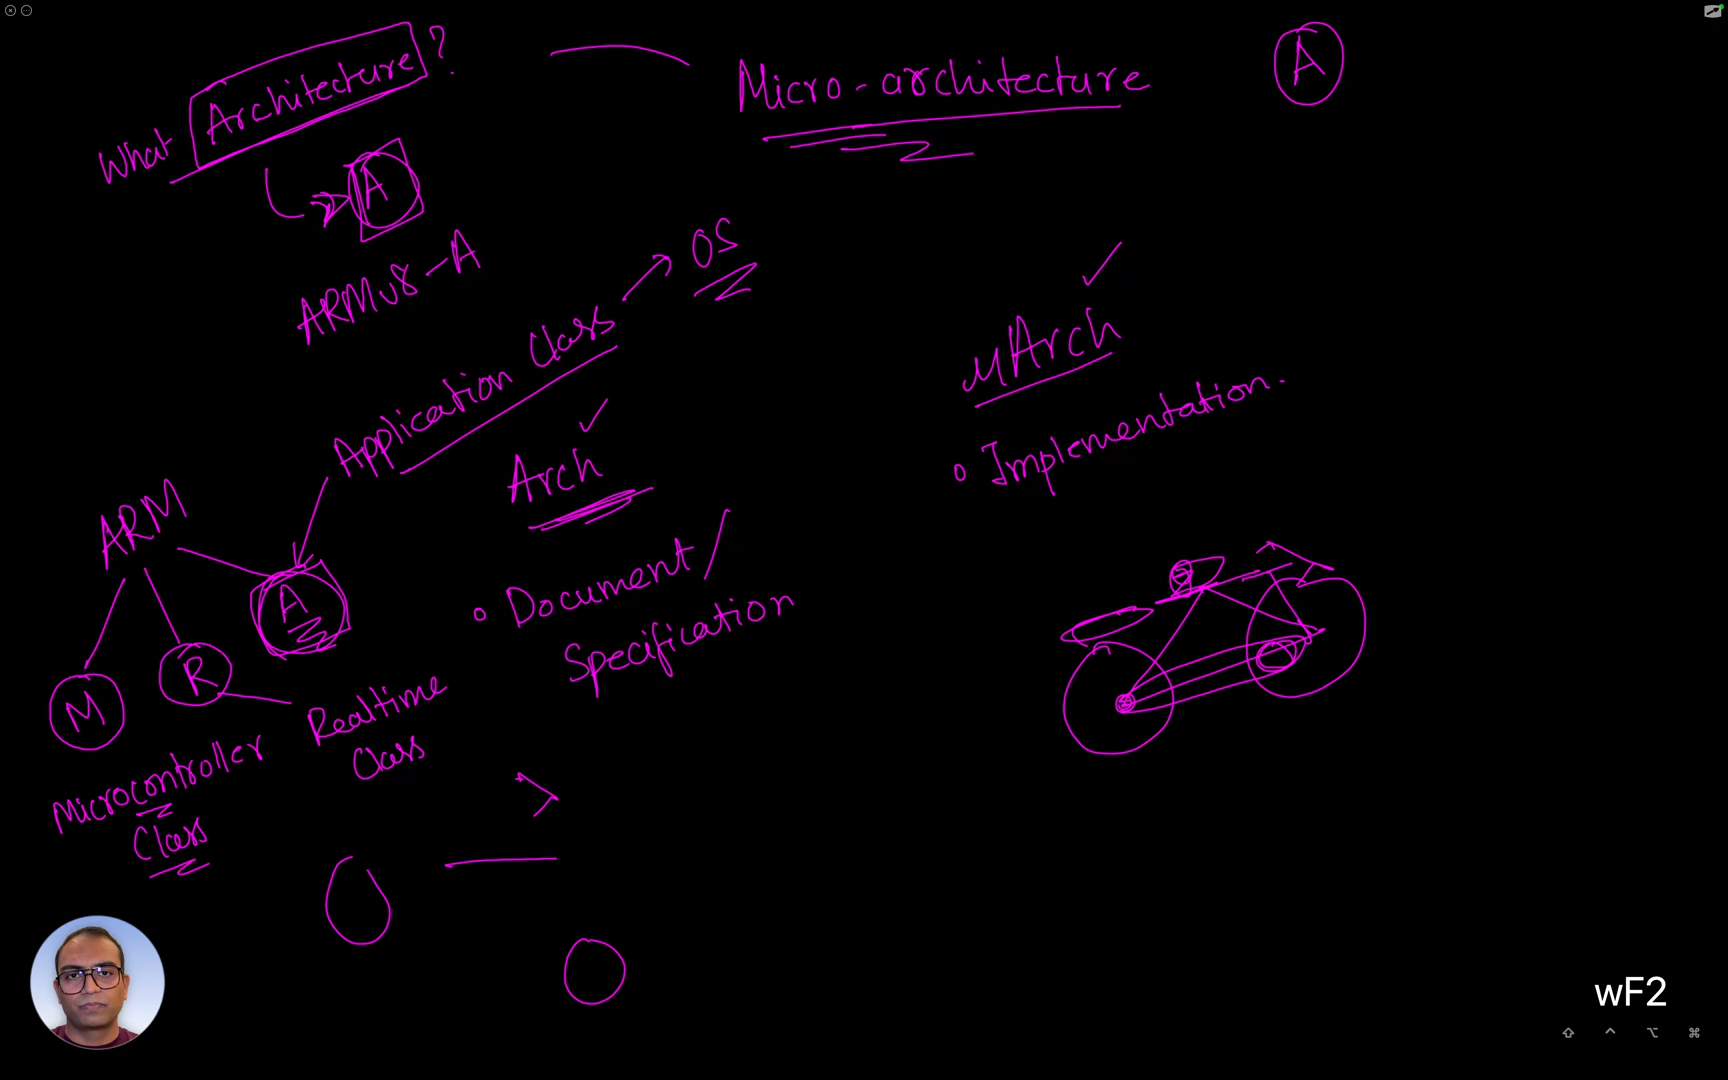 What Architecture ?
Micro-architecture
A
A
ARMv8-A
OS
Application Class
μArch
Implementation.
Arch
Document/
Specification
ARM
A
R
M
Realtime
Class
Microcontroller
Class
wF2